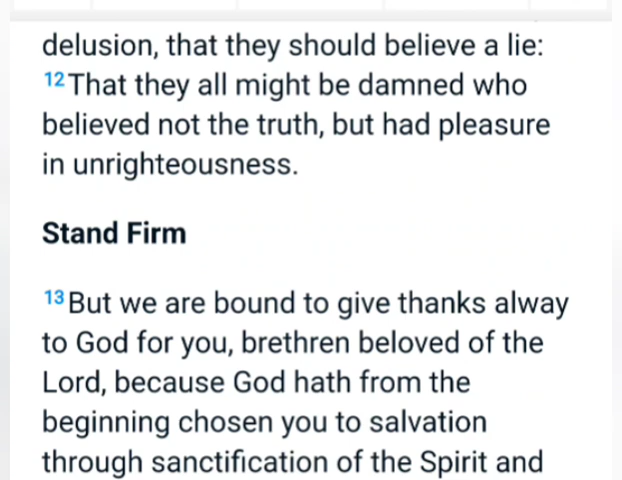 delusion, that they should believe a lie:
12 That they all might be damned who
believed not the truth, but had pleasure
in unrighteousness.
Stand Firm
13 But we are bound to give thanks alway
to God for you, brethren beloved of the
Lord, because God hath from the
beginning chosen you to salvation
through sanctification of the Spirit and